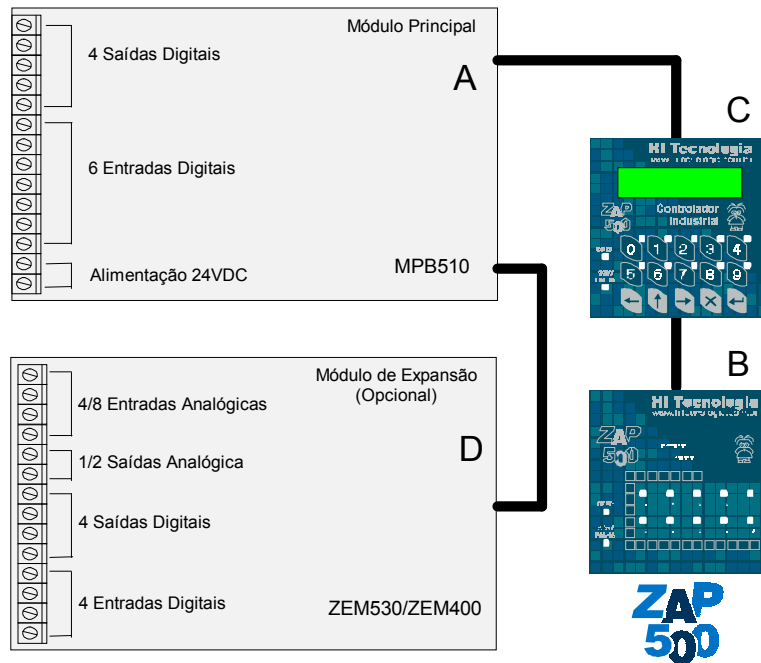 Módulo Principal
4 Saídas Digitais
A
6 Entradas Digitais
Alimentação 24VDC
MPB510
C
HI Tecnologia
ZAP
500
Controlador
Industrial
0 1 2 3 4
5 6 7 8 9
B
HI Tecnologia
ZAP
500
Módulo de Expansão
(Opcional)
4/8 Entradas Analógicas
1/2 Saídas Analógica
D
4 Saídas Digitais
4 Entradas Digitais
ZEM530/ZEM400
ZAP
500